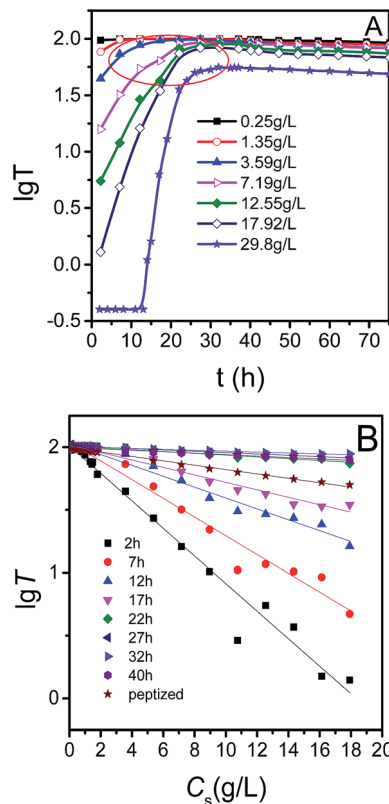 A
2.0
1.5
1.0
0.5
0.0
-0.5
lgT
0.25g/L
1.35g/L
3.59g/L
7.19g/L
12.55g/L
17.92/L
29.8g/L
0 10 20 30 40 50 60 70
t (h)
B
2
1
0
lgT
2h
7h
12h
17h
22h
27h
32h
40h
peptized
0 2 4 6 8 10 12 14 16 18 20
Cs(g/L)